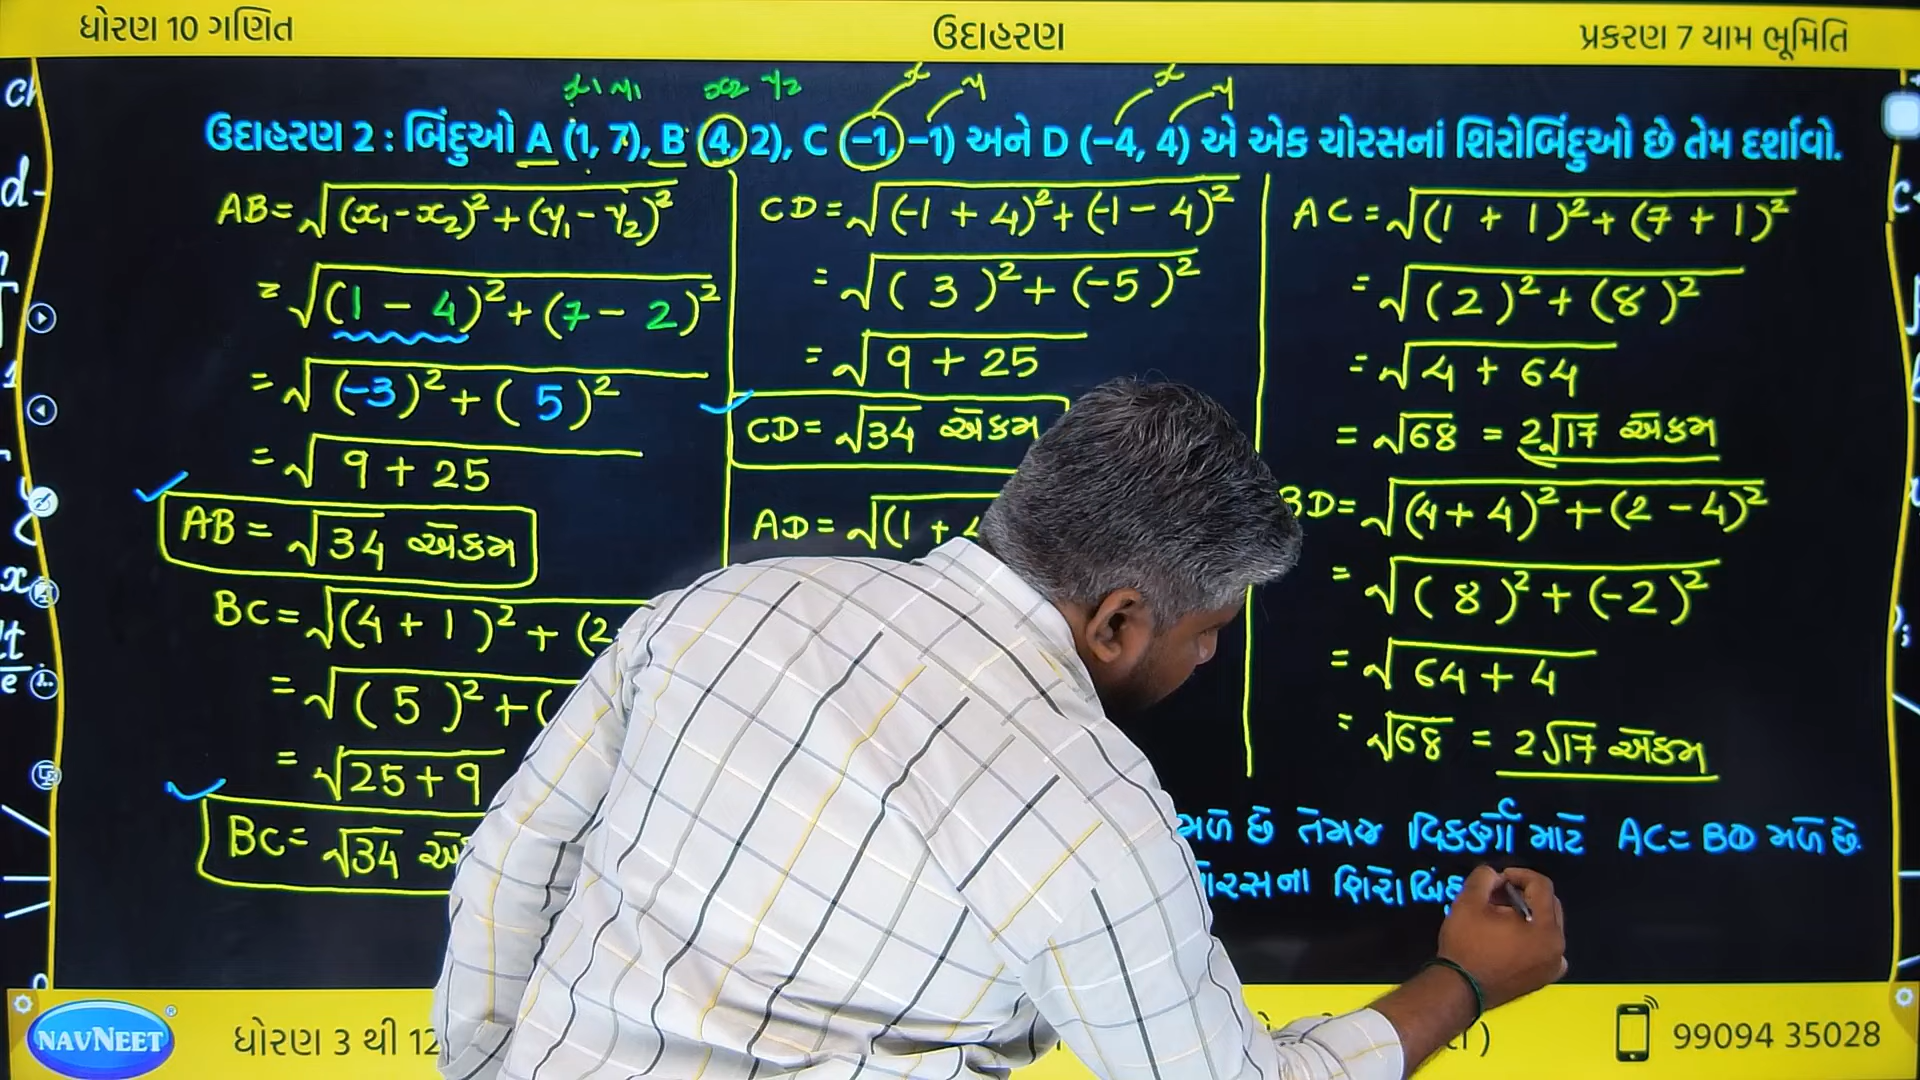 ધોરણ 10 ગણિત
ઉદાહરણ
પ્રકરણ 7 યામ ભૂમિતિ
x₁ y₁ x₂ y₂ x y x y
ઉદાહરણ 2 : બિંદુઓ A (1, 7), B (4, 2), C (−1, −1) અને D (−4, 4) એ એક ચોરસનાં શિરોબિંદુઓ છે તેમ દર્શાવો.
AB = √(x₁ - x₂)² + (y₁ - y₂)²
= √(1 - 4)² + (7 - 2)²
= √(-3)² + (5)²
= √9 + 25
AB = √34 એકમ
BC = √(4 + 1)² + (2
= √(5)² + (
= √25 + 9
BC = √34
CD = √(-1 + 4)² + (-1 - 4)²
= √(3)² + (-5)²
= √9 + 25
CD = √34 એકમ
AD = √(1 +
AC = √(1 + 1)² + (7 + 1)²
= √(2)² + (8)²
= √4 + 64
= √68 = 2√17 એકમ
BD = √(4 + 4)² + (2 - 4)²
= √(8)² + (-2)²
= √64 + 4
= √68 = 2√17 એકમ
મળે છે તેમજ વિકર્ણો માટે AC = BD મળે છે.
શિરોબિંદુ
NAVNEET
ધોરણ 3 થી 12
99094 35028